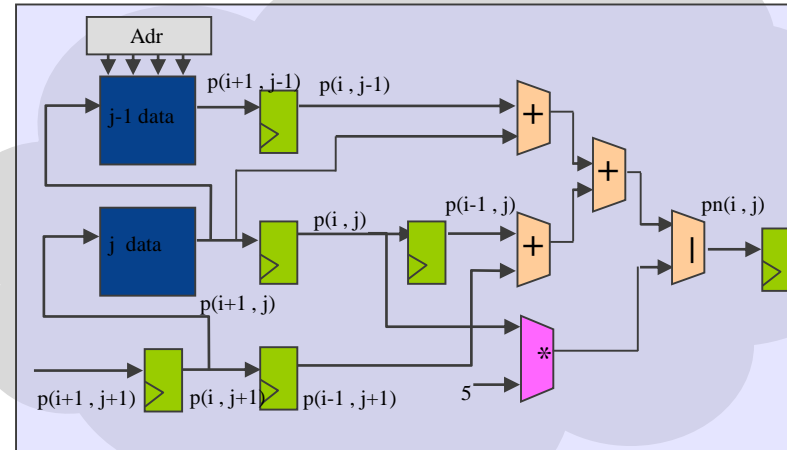 Adr
p(i+1 , j-1)
p(i , j-1)
j-1 data
+
+
p(i , j)
p(i-1 , j)
pn(i , j)
j data
+
|
p(i+1 , j)
*
5
p(i+1 , j+1)
p(i , j+1)
p(i-1 , j+1)